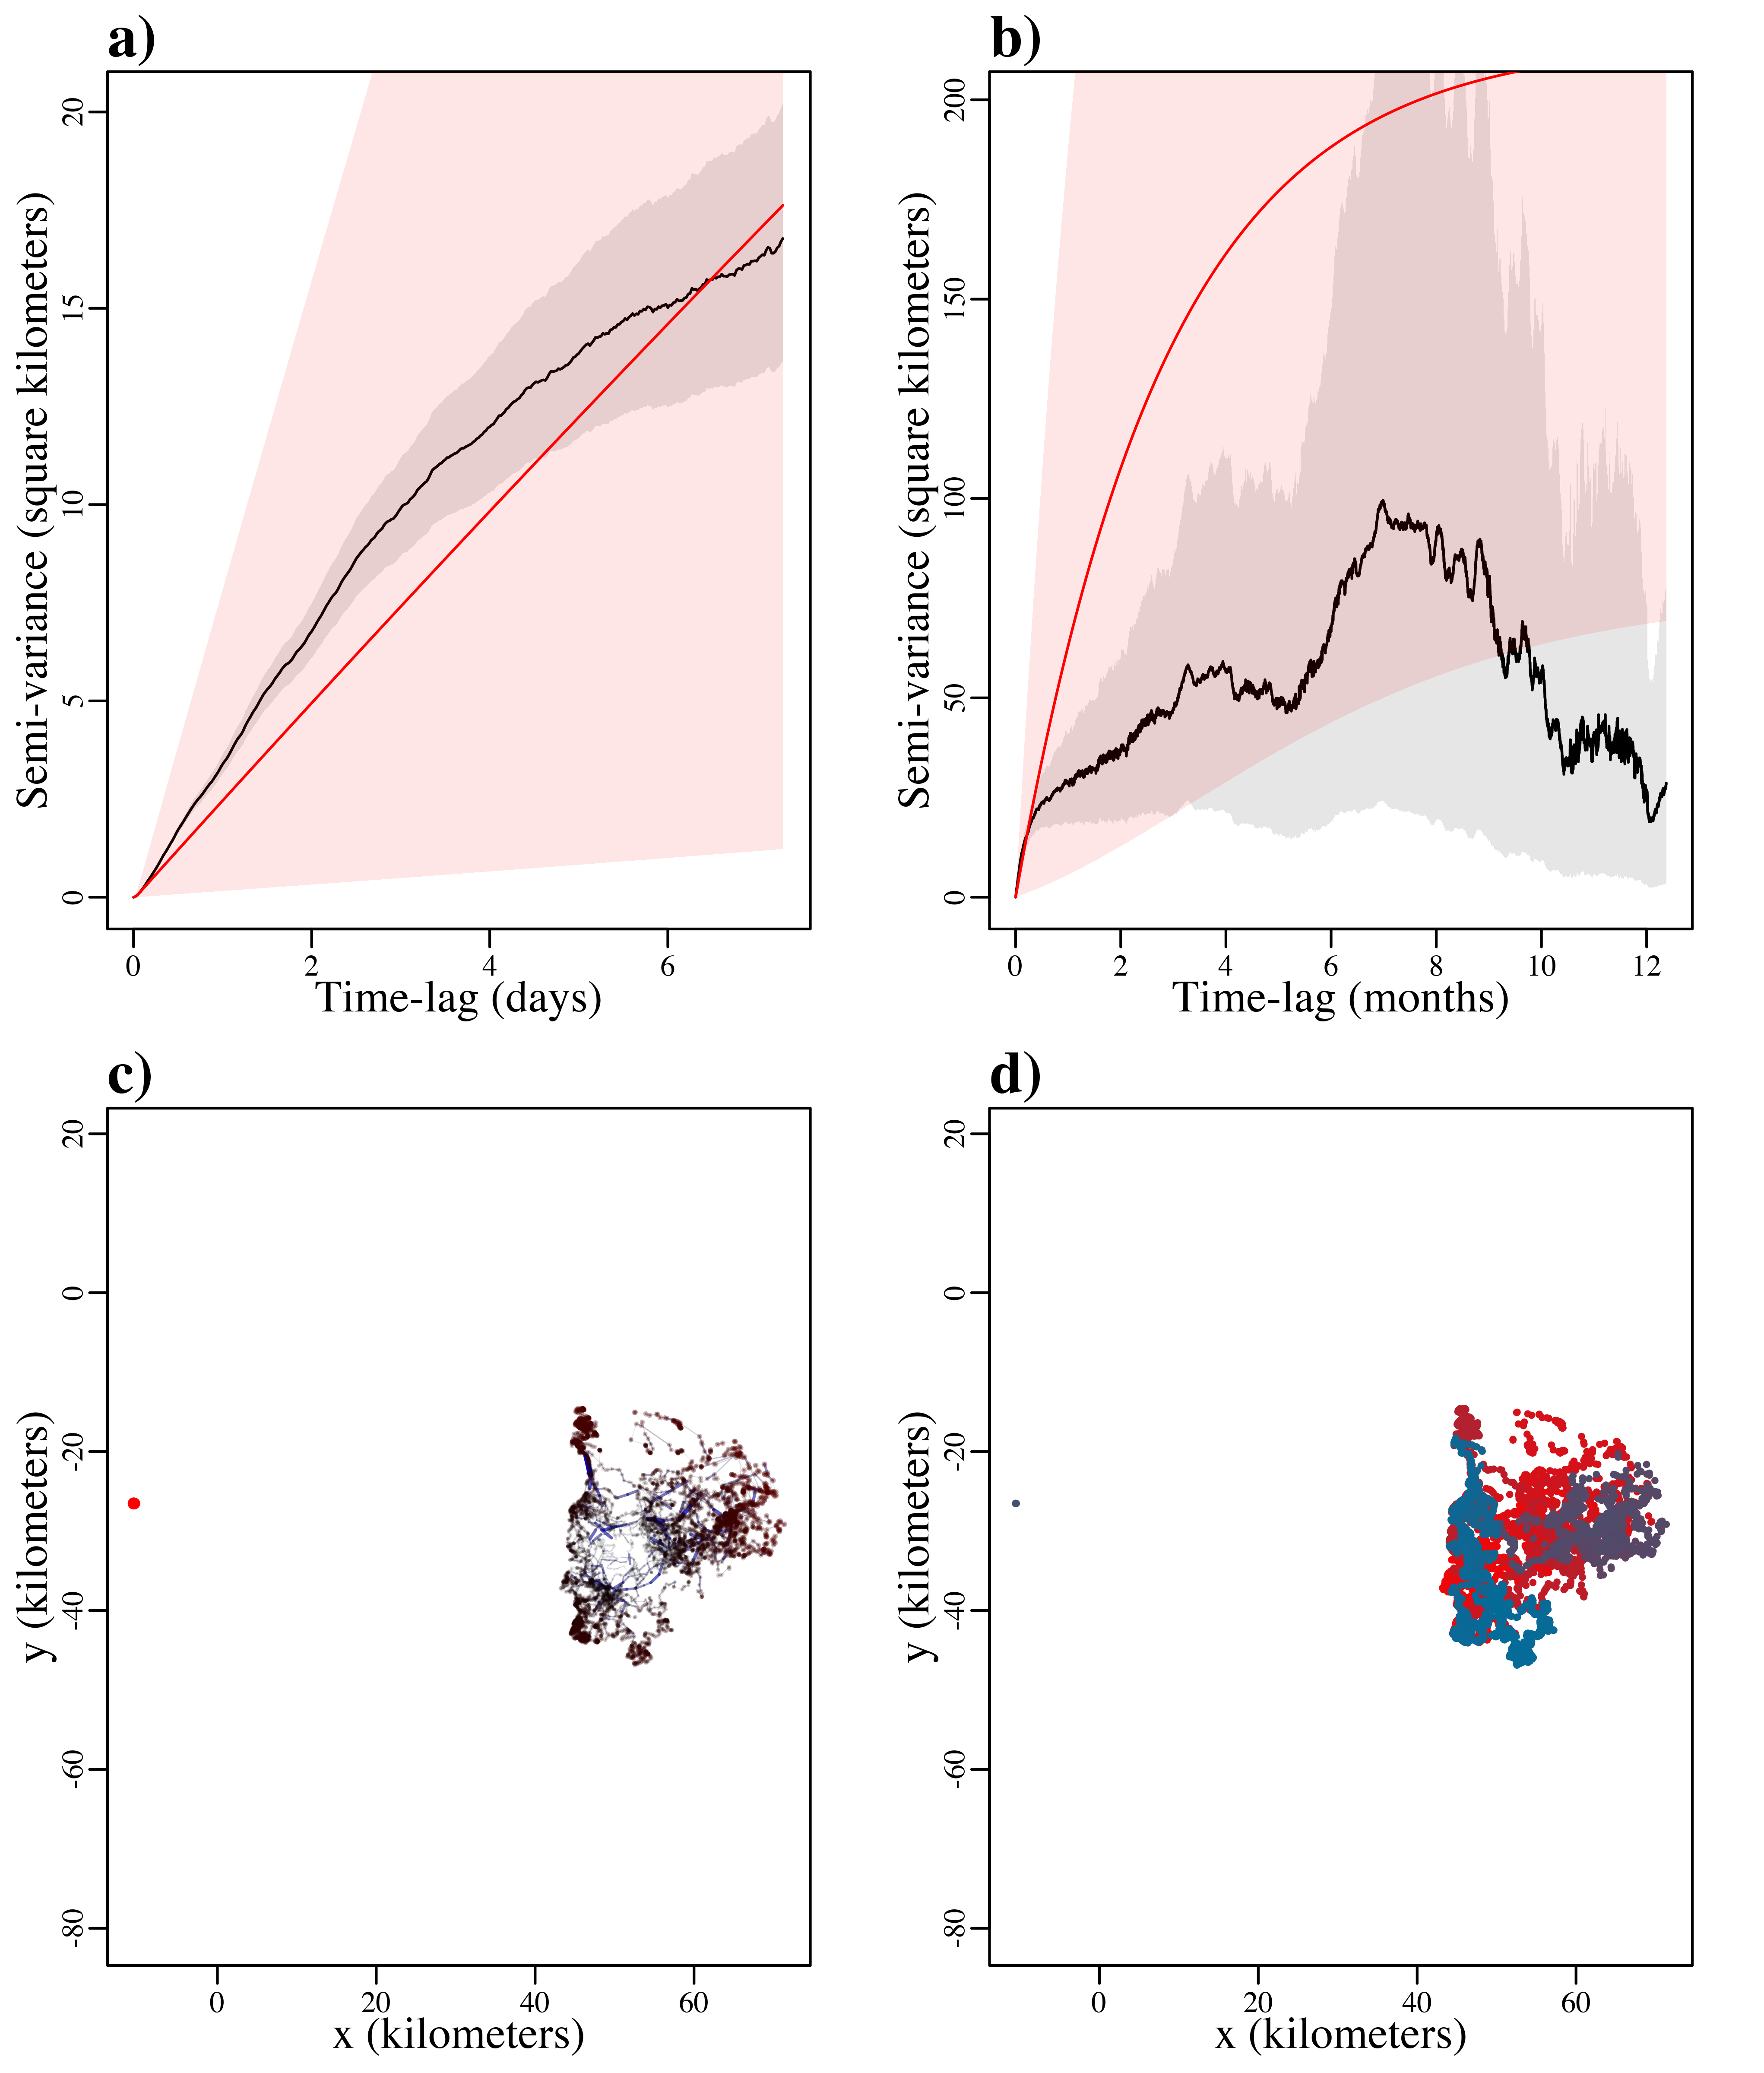 a)
Semi-variance (square kilometers)
20
15
10
5
0
0 2 4 6
Time-lag (days)
b)
Semi-variance (square kilometers)
200
150
100
50
0
0 2 4 6 8 10 12
Time-lag (months)
c)
y (kilometers)
20
0
-20
-40
-60
-80
0 20 40 60
x (kilometers)
d)
y (kilometers)
20
0
-20
-40
-60
-80
0 20 40 60
x (kilometers)